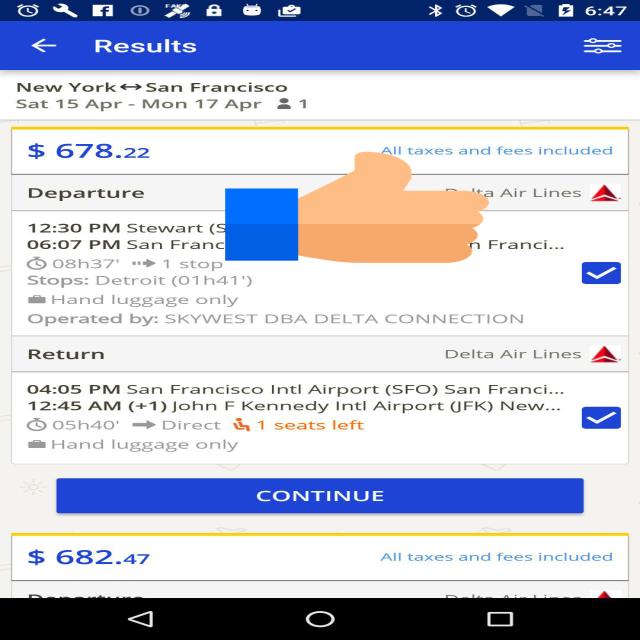 6:47
Results
New York ↔ San Francisco
Sat 15 Apr - Mon 17 Apr 1
$ 678.22 All taxes and fees included
Departure Delta Air Lines
12:30 PM Stewart
06:07 PM San Franci...
08h37' 1 stop
Stops: Detroit (01h41')
Hand luggage only
Operated by: SKYWEST DBA DELTA CONNECTION
Return Delta Air Lines
04:05 PM San Francisco Intl Airport (SFO) San Franci...
12:45 AM (+1) John F Kennedy Intl Airport (JFK) New...
05h40' Direct 1 seats left
Hand luggage only
CONTINUE
$ 682.47 All taxes and fees included
Departure Delta Air Lines